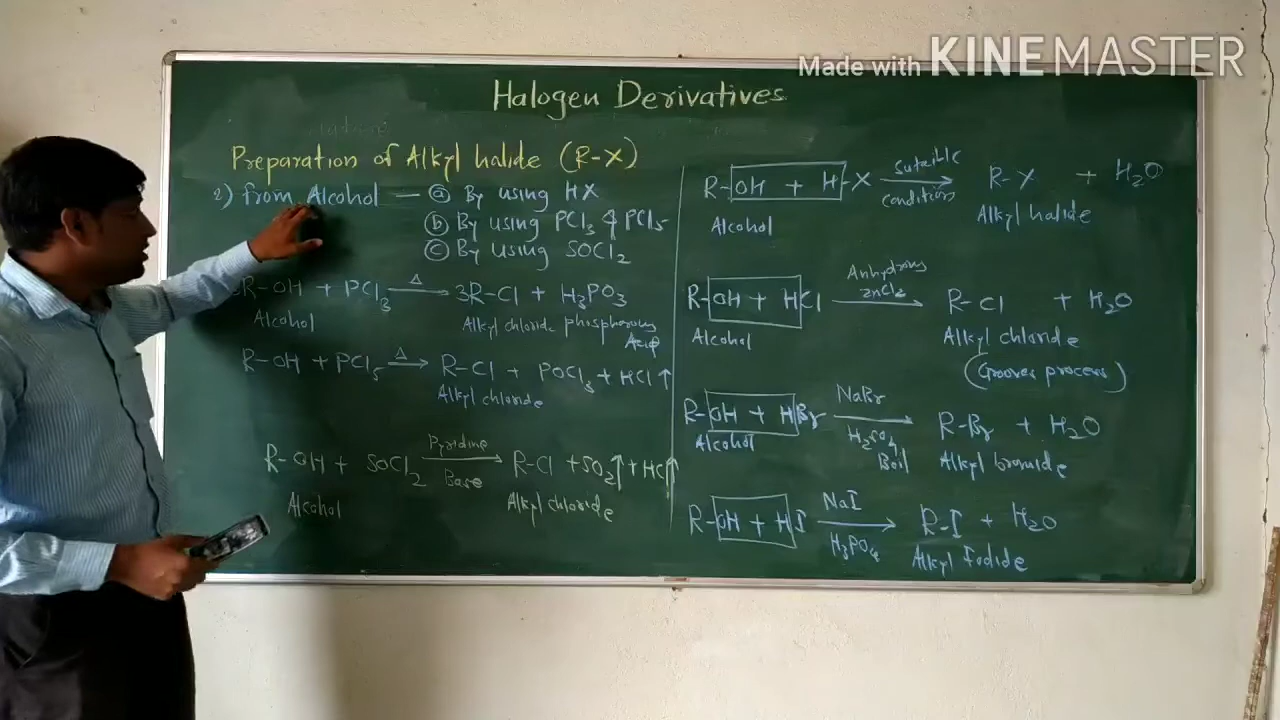 Made with KINEMASTER
Halogen Derivatives
Preparation of Alkyl halide (R-X)
2) from Alcohol — ⓐ By using HX
ⓑ By using PCl3 & PCl5
ⓒ By using SOCl2
R-OH + PCl3 Δ→ 3R-Cl + H3PO3
Alcohol Alkyl chloride phispharous
Acid
R-OH + PCl5 Δ→ R-Cl + POCl3 + HCl↑
Alkyl chloride
R-OH + SOCl2 Pyridine → R-Cl + SO2↑ + HCl↑
Base
Alcohol Alkyl chloride
R-OH + H-X Sutaible → R-X + H2O
condition
Alcohol Alkyl halide
R-OH + HCl Anhydrous ZnCl2 → R-Cl + H2O
Alcohol Alkyl chloride
(Grooves process)
R-OH + HBr NaBr → R-Br + H2O
H2SO4
Boil
Alcohol Alkyl bromide
R-OH + HI NaI → R-I + H2O
H3PO4
Alkyl Iodide